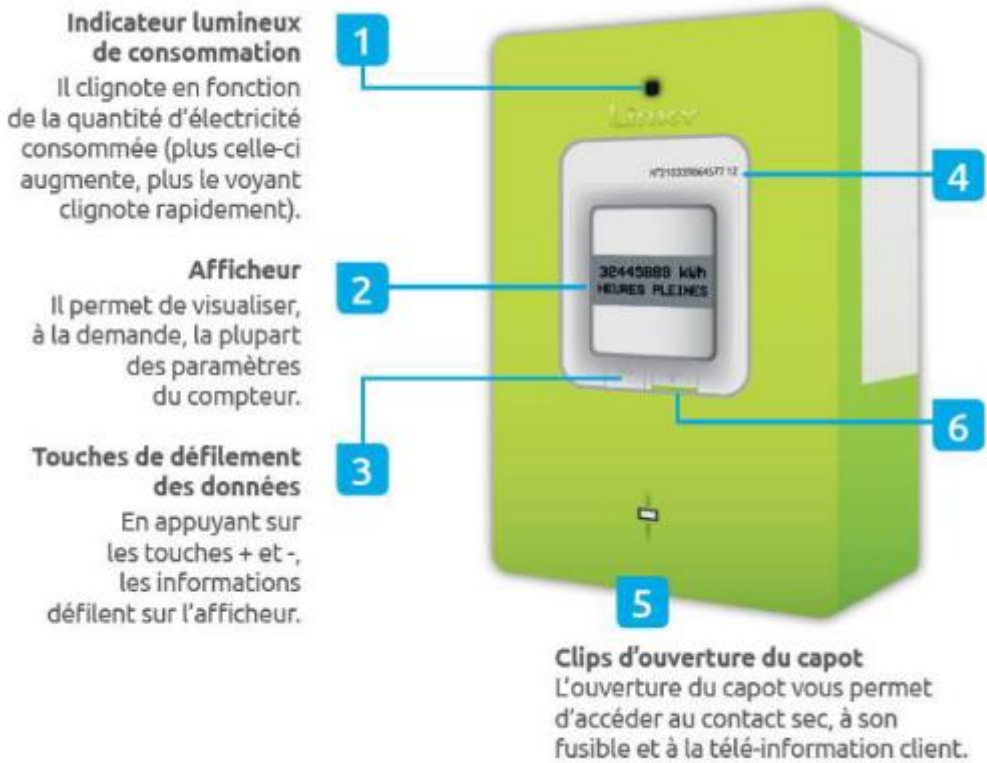 Indicateur lumineux
de consommation
Il clignote en fonction
de la quantité d'électricité
consommée (plus celle-ci
augmente, plus le voyant
clignote rapidement).
1
Afficheur
Il permet de visualiser,
à la demande, la plupart
des paramètres
du compteur.
2
Touches de défilement
des données
En appuyant sur
les touches + et -,
les informations
défilent sur l'afficheur.
3
Linky
4
32445889 kWh
HEURES PLEINES
6
5
Clips d'ouverture du capot
L'ouverture du capot vous permet
d'accéder au contact sec, à son
fusible et à la télé-information client.